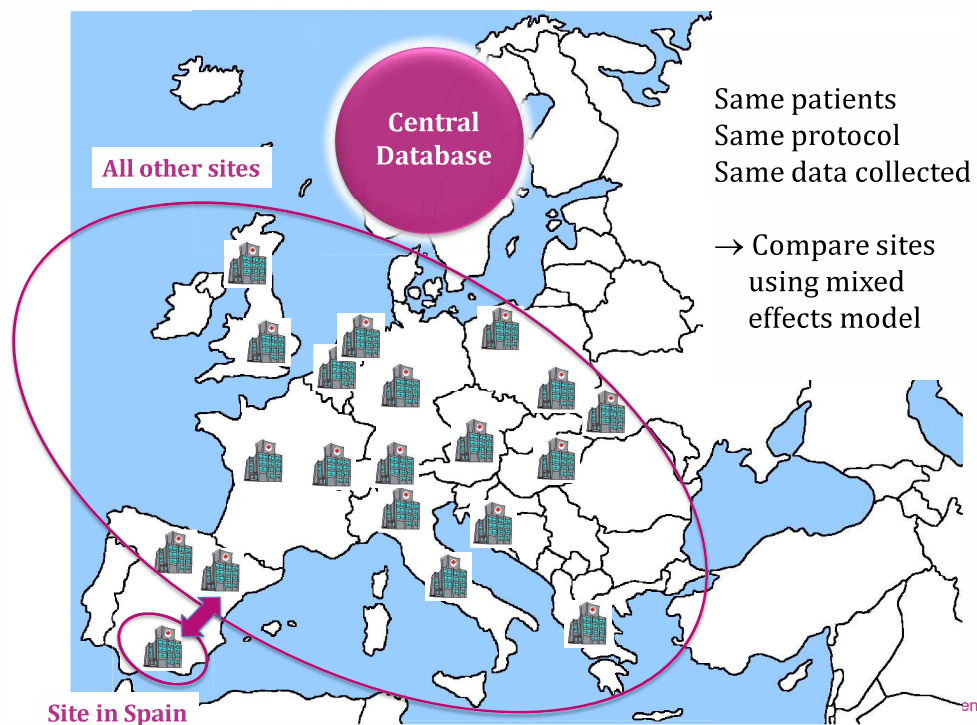 Central
Database
All other sites
Same patients
Same protocol
Same data collected
→ Compare sites
using mixed
effects model
Site in Spain
en